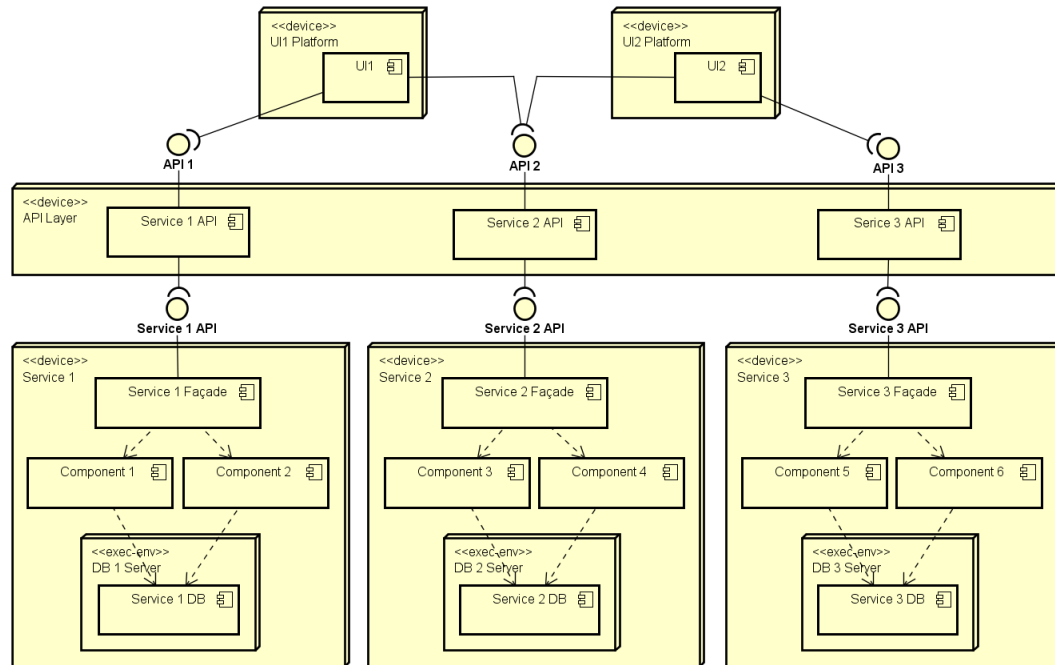 <<device>>
UI1 Platform
UI1
<<device>>
UI2 Platform
UI2
API 1
API 2
API 3
<<device>>
API Layer
Service 1 API
Service 2 API
Serice 3 API
Service 1 API
Service 2 API
Service 3 API
<<device>>
Service 1
Service 1 Façade
Component 1
Component 2
<<exec-env>>
DB 1 Server
Service 1 DB
<<device>>
Service 2
Service 2 Façade
Component 3
Component 4
<<exec-env>>
DB 2 Server
Service 2 DB
<<device>>
Service 3
Service 3 Façade
Component 5
Component 6
<<exec-env>>
DB 3 Server
Service 3 DB